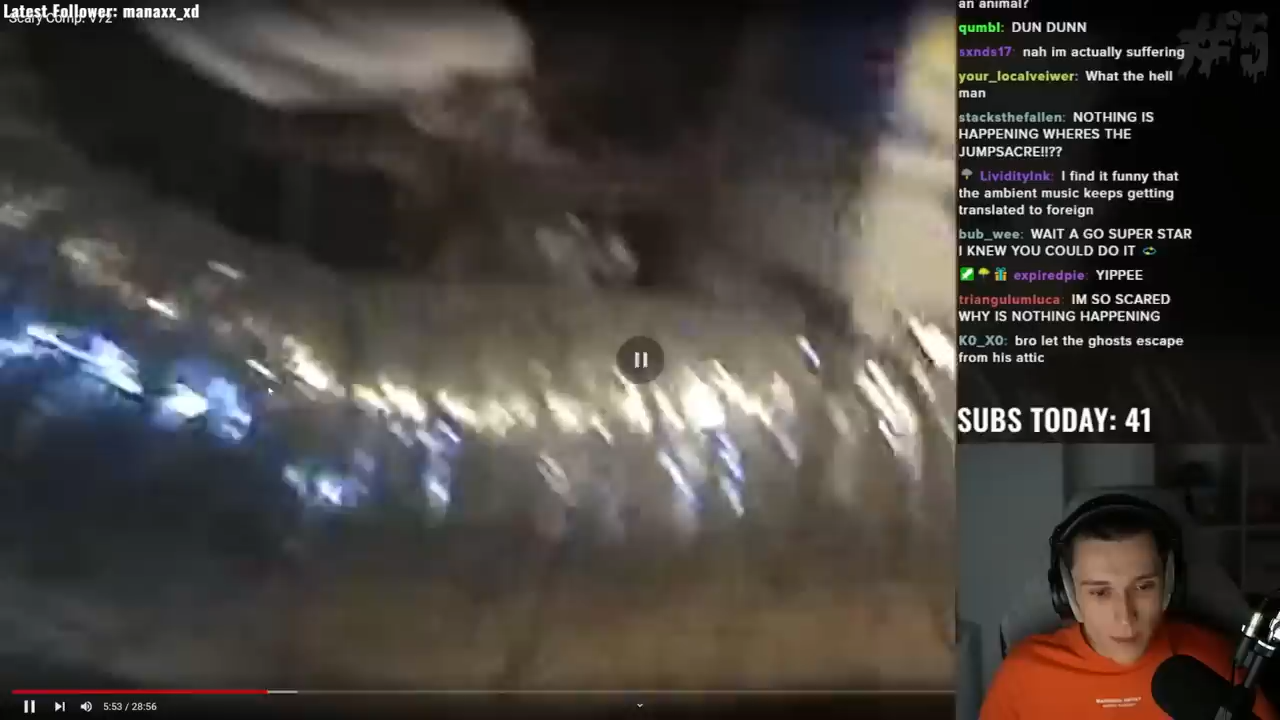 Latest Follower: manaxx_xd
Scary Comp. V72
an animal?
qumbl: DUN DUNN
sxnds17: nah im actually suffering
your_localveiwer: What the hell
man
stacksthefallen: NOTHING IS
HAPPENING WHERES THE
JUMPSACRE!!??
LividityInk: I find it funny that
the ambient music keeps getting
translated to foreign
bub_wee: WAIT A GO SUPER STAR
I KNEW YOU COULD DO IT
expiredpie: YIPPEE
triangulumluca: IM SO SCARED
WHY IS NOTHING HAPPENING
K0_X0: bro let the ghosts escape
from his attic
#5
SUBS TODAY: 41
5:53 / 28:56